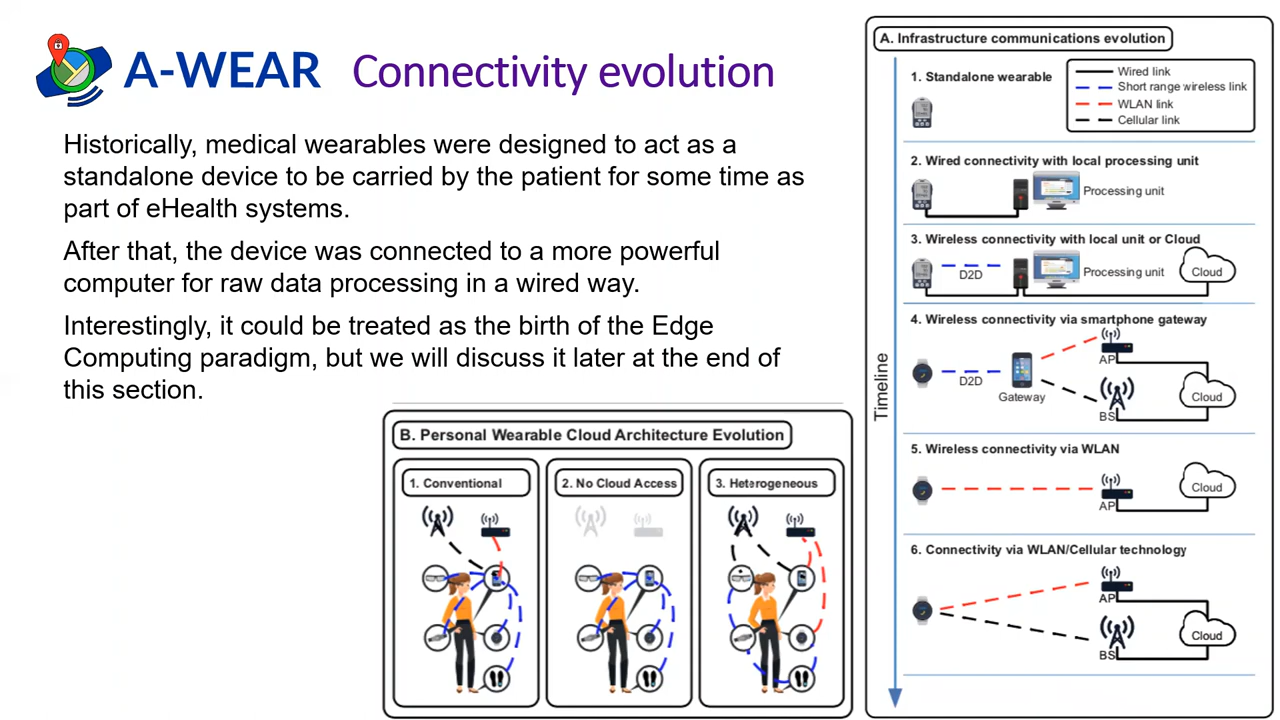 A-WEAR
Connectivity evolution
Historically, medical wearables were designed to act as a
standalone device to be carried by the patient for some time as
part of eHealth systems.
After that, the device was connected to a more powerful
computer for raw data processing in a wired way.
Interestingly, it could be treated as the birth of the Edge
Computing paradigm, but we will discuss it later at the end of
this section.
B. Personal Wearable Cloud Architecture Evolution
1. Conventional
2. No Cloud Access
3. Heterogeneous
A. Infrastructure communications evolution
Timeline
1. Standalone wearable
Wired link
Short range wireless link
WLAN link
Cellular link
2. Wired connectivity with local processing unit
Processing unit
3. Wireless connectivity with local unit or Cloud
D2D
Processing unit
Cloud
4. Wireless connectivity via smartphone gateway
AP
D2D
Gateway
Cloud
BS
5. Wireless connectivity via WLAN
Cloud
AP
6. Connectivity via WLAN/Cellular technology
AP
Cloud
BS